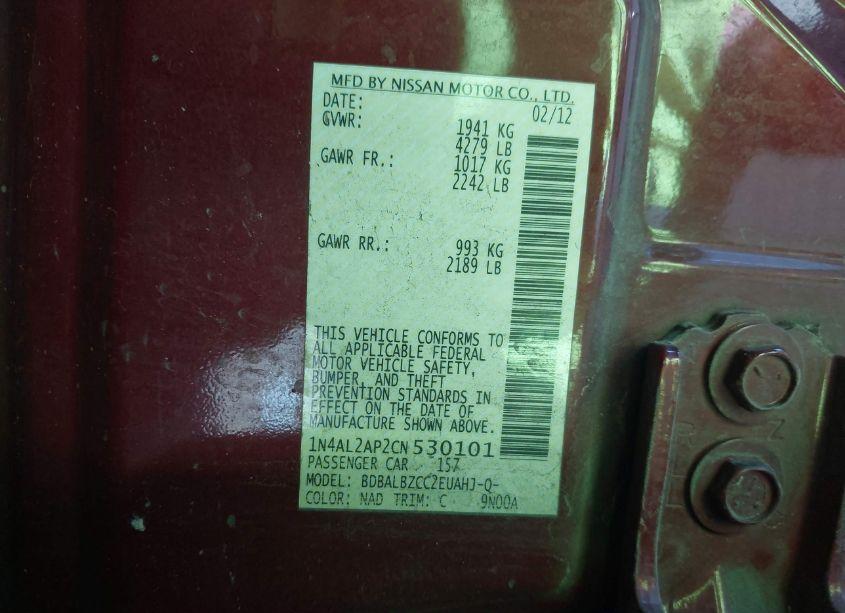 MFD BY NISSAN MOTOR CO., LTD.
DATE: 02/12
GVWR: 1941 KG
4279 LB
GAWR FR.: 1017 KG
2242 LB
GAWR RR.: 993 KG
2189 LB
THIS VEHICLE CONFORMS TO
ALL APPLICABLE FEDERAL
MOTOR VEHICLE SAFETY,
BUMPER, AND THEFT
PREVENTION STANDARDS IN
EFFECT ON THE DATE OF
MANUFACTURE SHOWN ABOVE.
1N4AL2AP2CN530101
PASSENGER CAR 157
MODEL: BDBALBZCC2EUAHJ-Q-
COLOR: NAD TRIM: C 9N00A